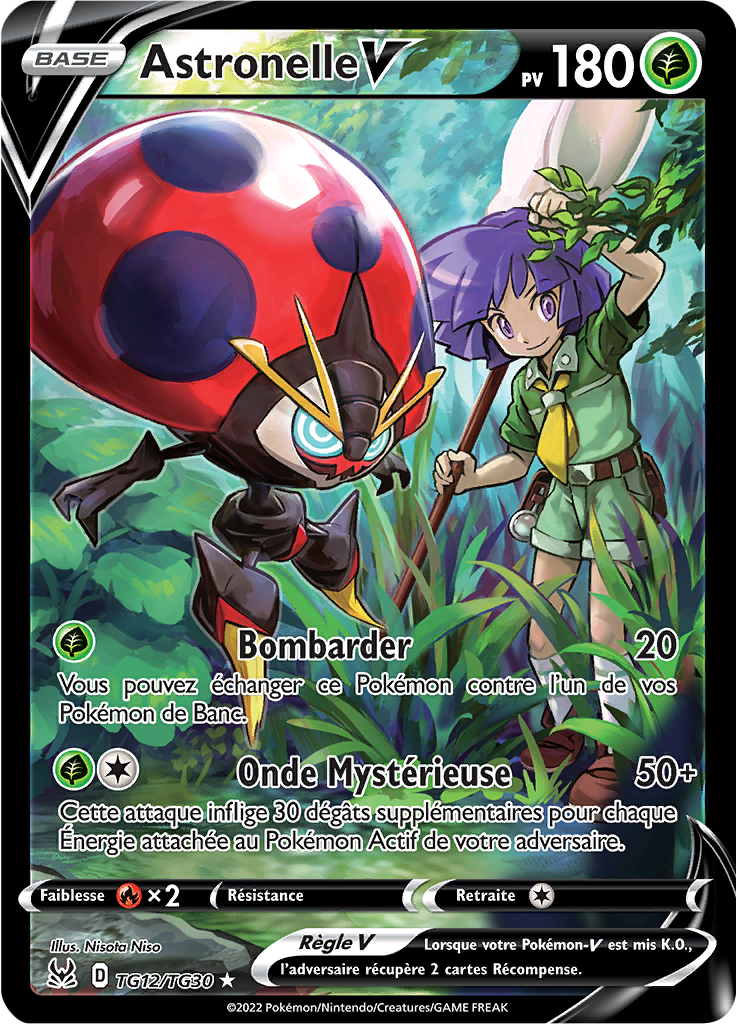 BASE
Astronelle V
PV 180
Bombarder 20
Vous pouvez échanger ce Pokémon contre l'un de vos
Pokémon de Banc.
Onde Mystérieuse 50+
Cette attaque inflige 30 dégâts supplémentaires pour chaque
Énergie attachée au Pokémon Actif de votre adversaire.
Faiblesse ×2 Résistance Retraite
Illus. Nisota Niso
Règle V Lorsque votre Pokémon-V est mis K.O.,
l'adversaire récupère 2 cartes Récompense.
D TG12/TG30 ★
©2022 Pokémon/Nintendo/Creatures/GAME FREAK